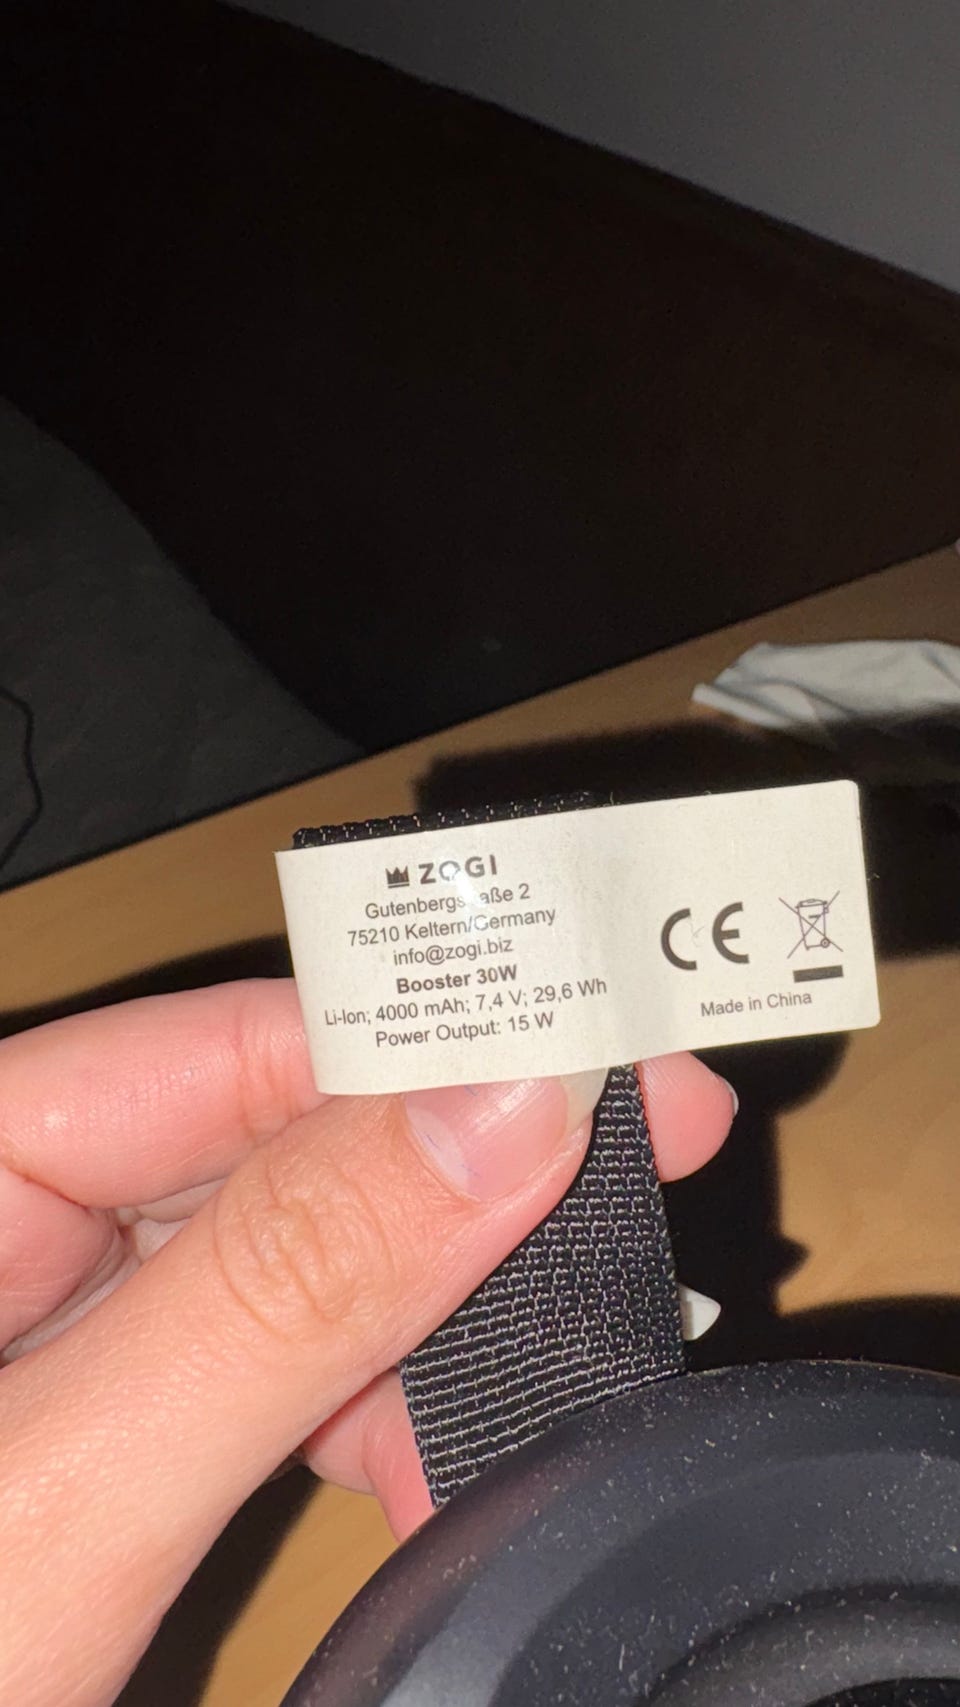 ZOGI
Gutenbergstraße 2
75210 Keltern/Germany
info@zogi.biz
Booster 30W
Li-Ion; 4000 mAh; 7,4 V; 29,6 Wh
Power Output: 15 W
CE
Made in China